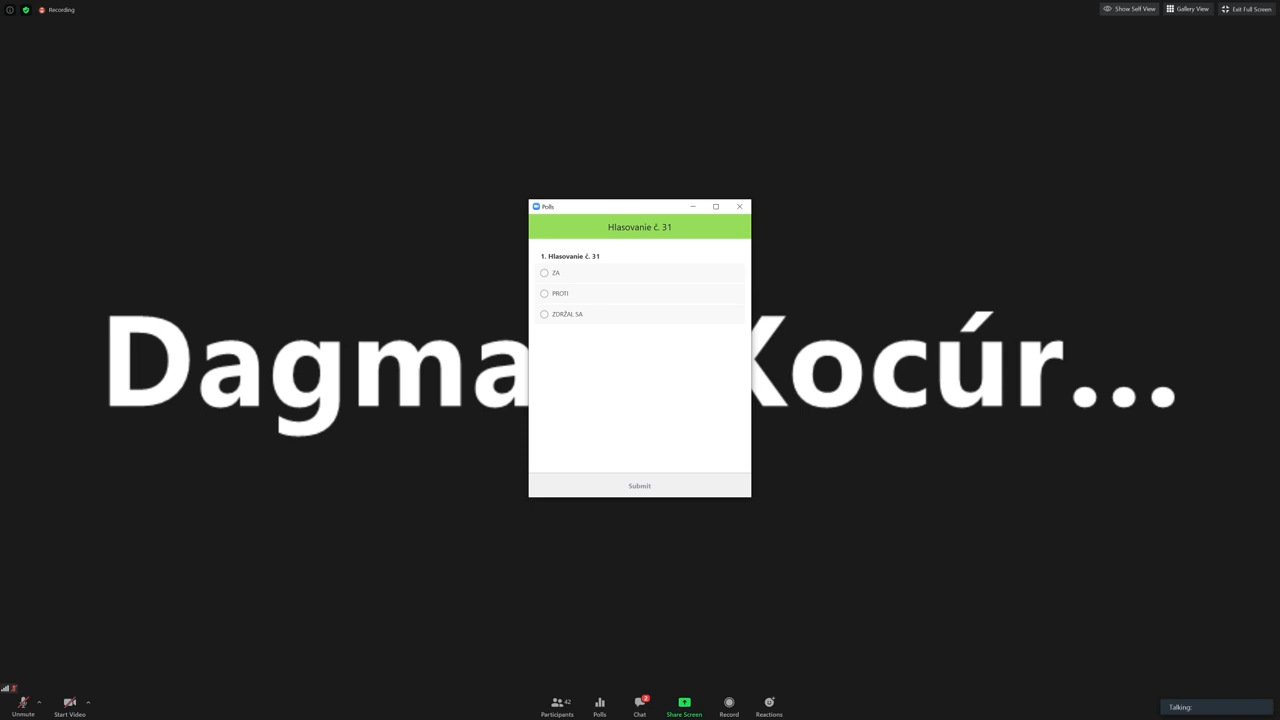 Recording
Show Self View
Gallery View
Exit Full Screen
Polls
Hlasovanie č. 31
1. Hlasovanie č. 31
ZA
PROTI
ZDRŽAL SA
Submit
Dagma Kocúr...
Unmute
Start Video
42
Participants
Polls
2
Chat
Share Screen
Record
Reactions
Talking: